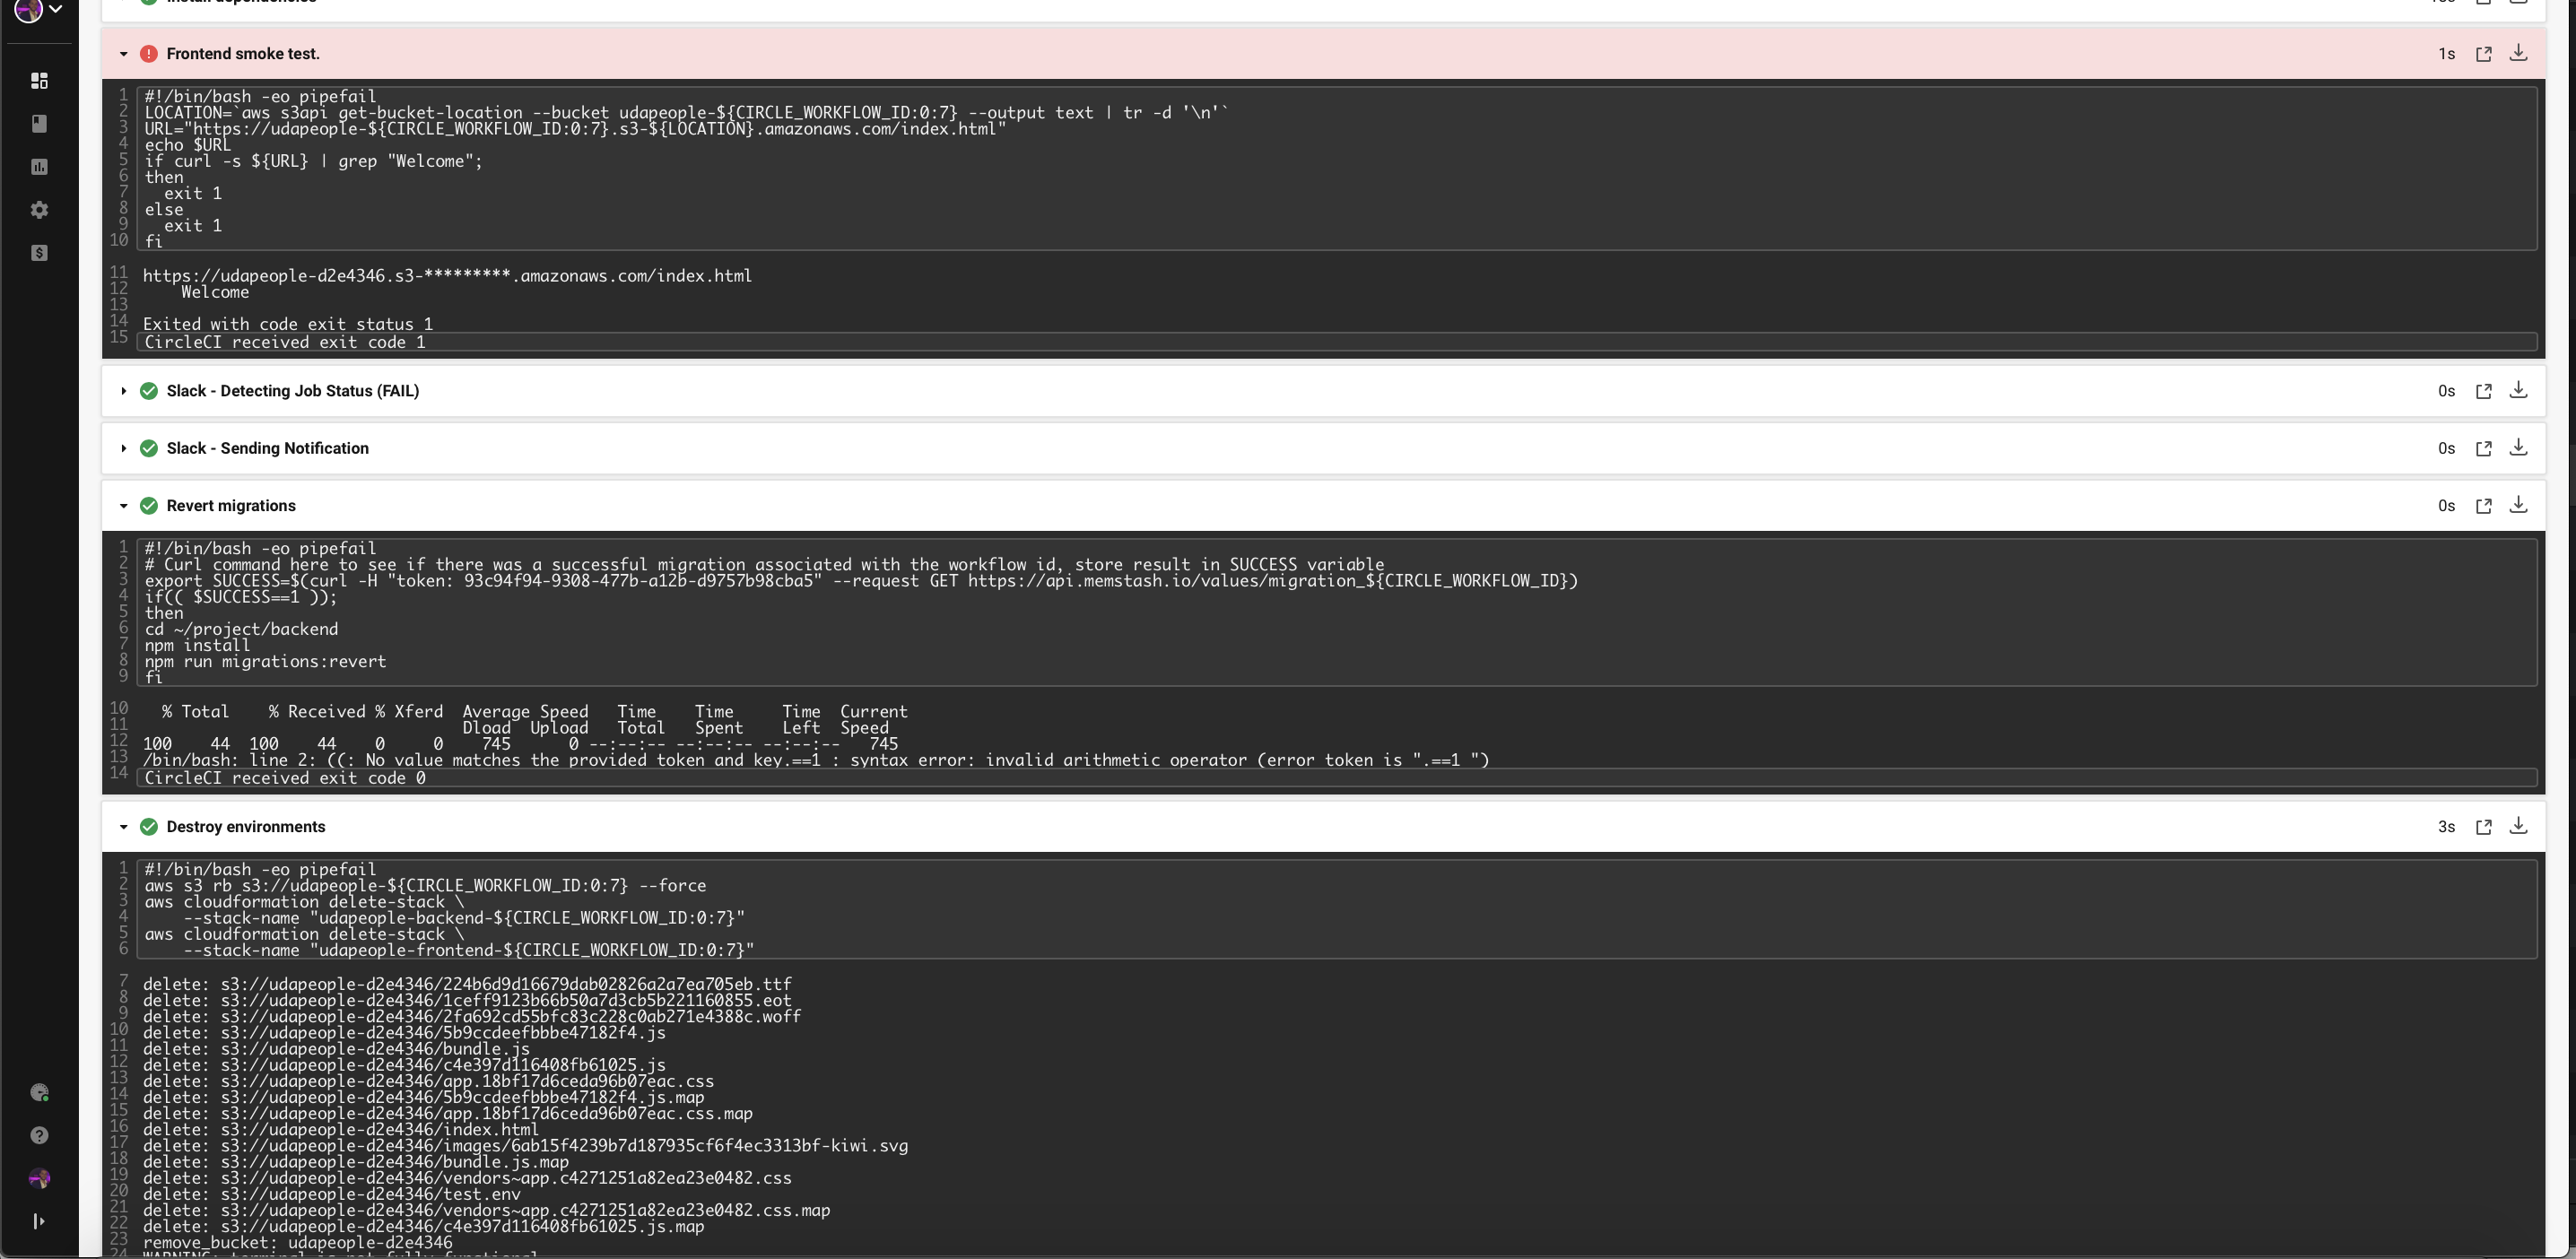 Install dependencies
Frontend smoke test.
1s
1 #!/bin/bash -eo pipefail
2 LOCATION=`aws s3api get-bucket-location --bucket udapeople-${CIRCLE_WORKFLOW_ID:0:7} --output text | tr -d '\n'`
3 URL="https://udapeople-${CIRCLE_WORKFLOW_ID:0:7}.s3-${LOCATION}.amazonaws.com/index.html"
4 echo $URL
5 if curl -s ${URL} | grep "Welcome";
6 then
7   exit 1
8 else
9   exit 1
10 fi
11 https://udapeople-d2e4346.s3-*********.amazonaws.com/index.html
12     Welcome
13
14 Exited with code exit status 1
15 CircleCI received exit code 1
Slack - Detecting Job Status (FAIL)
0s
Slack - Sending Notification
0s
Revert migrations
0s
1 #!/bin/bash -eo pipefail
2 # Curl command here to see if there was a successful migration associated with the workflow id, store result in SUCCESS variable
3 export SUCCESS=$(curl -H "token: 93c94f94-9308-477b-a12b-d9757b98cba5" --request GET https://api.memstash.io/values/migration_${CIRCLE_WORKFLOW_ID})
4 if(( $SUCCESS==1 ));
5 then
6 cd ~/project/backend
7 npm install
8 npm run migrations:revert
9 fi
10   % Total    % Received % Xferd  Average Speed   Time    Time     Time  Current
11                                  Dload  Upload   Total   Spent    Left  Speed
12 100    44  100    44    0     0    745      0 --:--:-- --:--:-- --:--:--   745
13 /bin/bash: line 2: ((: No value matches the provided token and key.==1 : syntax error: invalid arithmetic operator (error token is ".==1 ")
14 CircleCI received exit code 0
Destroy environments
3s
1 #!/bin/bash -eo pipefail
2 aws s3 rb s3://udapeople-${CIRCLE_WORKFLOW_ID:0:7} --force
3 aws cloudformation delete-stack \
4     --stack-name "udapeople-backend-${CIRCLE_WORKFLOW_ID:0:7}"
5 aws cloudformation delete-stack \
6     --stack-name "udapeople-frontend-${CIRCLE_WORKFLOW_ID:0:7}"
7 delete: s3://udapeople-d2e4346/224b6d9d16679dab02826a2a7ea705eb.ttf
8 delete: s3://udapeople-d2e4346/1ceff9123b66b50a7d3cb5b221160855.eot
9 delete: s3://udapeople-d2e4346/2fa692cd55bfc83c228c0ab271e4388c.woff
10 delete: s3://udapeople-d2e4346/5b9ccdeefbbbe47182f4.js
11 delete: s3://udapeople-d2e4346/bundle.js
12 delete: s3://udapeople-d2e4346/c4e397d116408fb61025.js
13 delete: s3://udapeople-d2e4346/app.18bf17d6ceda96b07eac.css
14 delete: s3://udapeople-d2e4346/5b9ccdeefbbbe47182f4.js.map
15 delete: s3://udapeople-d2e4346/app.18bf17d6ceda96b07eac.css.map
16 delete: s3://udapeople-d2e4346/index.html
17 delete: s3://udapeople-d2e4346/images/6ab15f4239b7d187935cf6f4ec3313bf-kiwi.svg
18 delete: s3://udapeople-d2e4346/bundle.js.map
19 delete: s3://udapeople-d2e4346/vendors~app.c4271251a82ea23e0482.css
20 delete: s3://udapeople-d2e4346/test.env
21 delete: s3://udapeople-d2e4346/vendors~app.c4271251a82ea23e0482.css.map
22 delete: s3://udapeople-d2e4346/c4e397d116408fb61025.js.map
23 remove_bucket: udapeople-d2e4346
24 WARNING: terminal is not fully functional